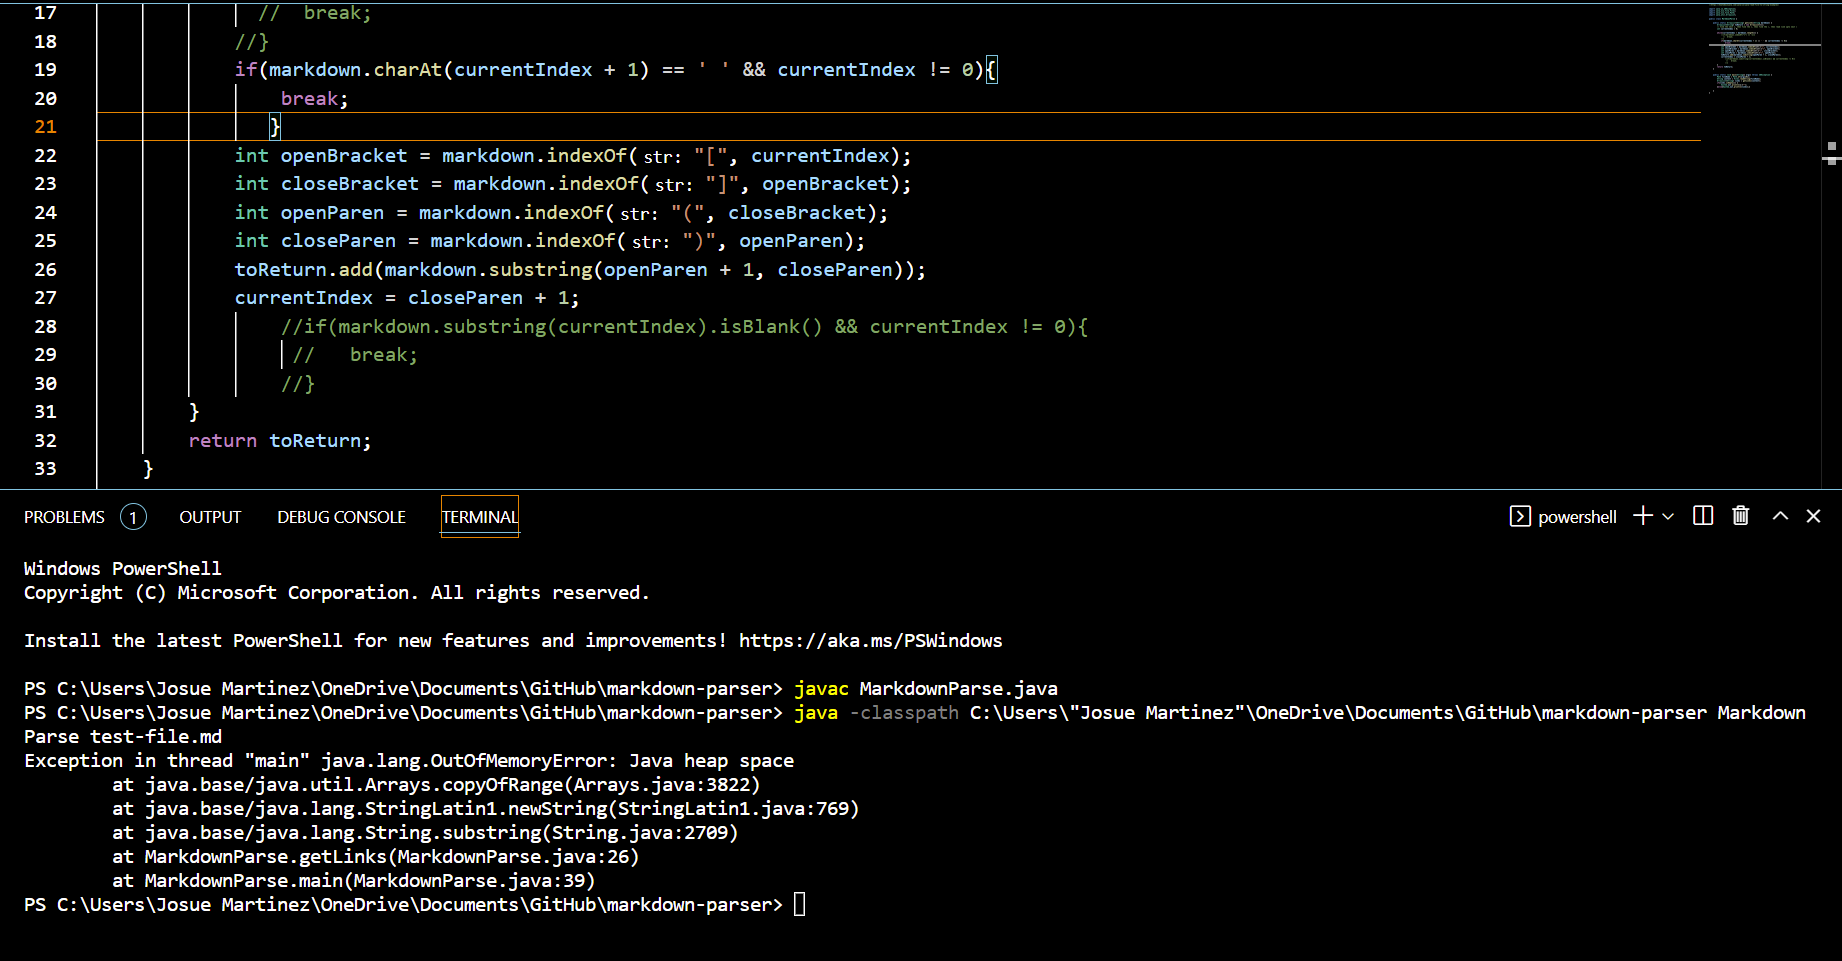 17 // break;
18 //}
19 if(markdown.charAt(currentIndex + 1) == ' ' && currentIndex != 0){
20 break;
21 }
22 int openBracket = markdown.indexOf( str: "[", currentIndex);
23 int closeBracket = markdown.indexOf( str: "]", openBracket);
24 int openParen = markdown.indexOf( str: "(", closeBracket);
25 int closeParen = markdown.indexOf( str: ")", openParen);
26 toReturn.add(markdown.substring(openParen + 1, closeParen));
27 currentIndex = closeParen + 1;
28 //if(markdown.substring(currentIndex).isBlank() && currentIndex != 0){
29 // break;
30 //}
31 }
32 return toReturn;
33 }
PROBLEMS 1 OUTPUT DEBUG CONSOLE TERMINAL powershell
Windows PowerShell
Copyright (C) Microsoft Corporation. All rights reserved.
Install the latest PowerShell for new features and improvements! https://aka.ms/PSWindows
PS C:\Users\Josue Martinez\OneDrive\Documents\GitHub\markdown-parser> javac MarkdownParse.java
PS C:\Users\Josue Martinez\OneDrive\Documents\GitHub\markdown-parser> java -classpath C:\Users\"Josue Martinez"\OneDrive\Documents\GitHub\markdown-parser Markdown
Parse test-file.md
Exception in thread "main" java.lang.OutOfMemoryError: Java heap space
at java.base/java.util.Arrays.copyOfRange(Arrays.java:3822)
at java.base/java.lang.StringLatin1.newString(StringLatin1.java:769)
at java.base/java.lang.String.substring(String.java:2709)
at MarkdownParse.getLinks(MarkdownParse.java:26)
at MarkdownParse.main(MarkdownParse.java:39)
PS C:\Users\Josue Martinez\OneDrive\Documents\GitHub\markdown-parser>